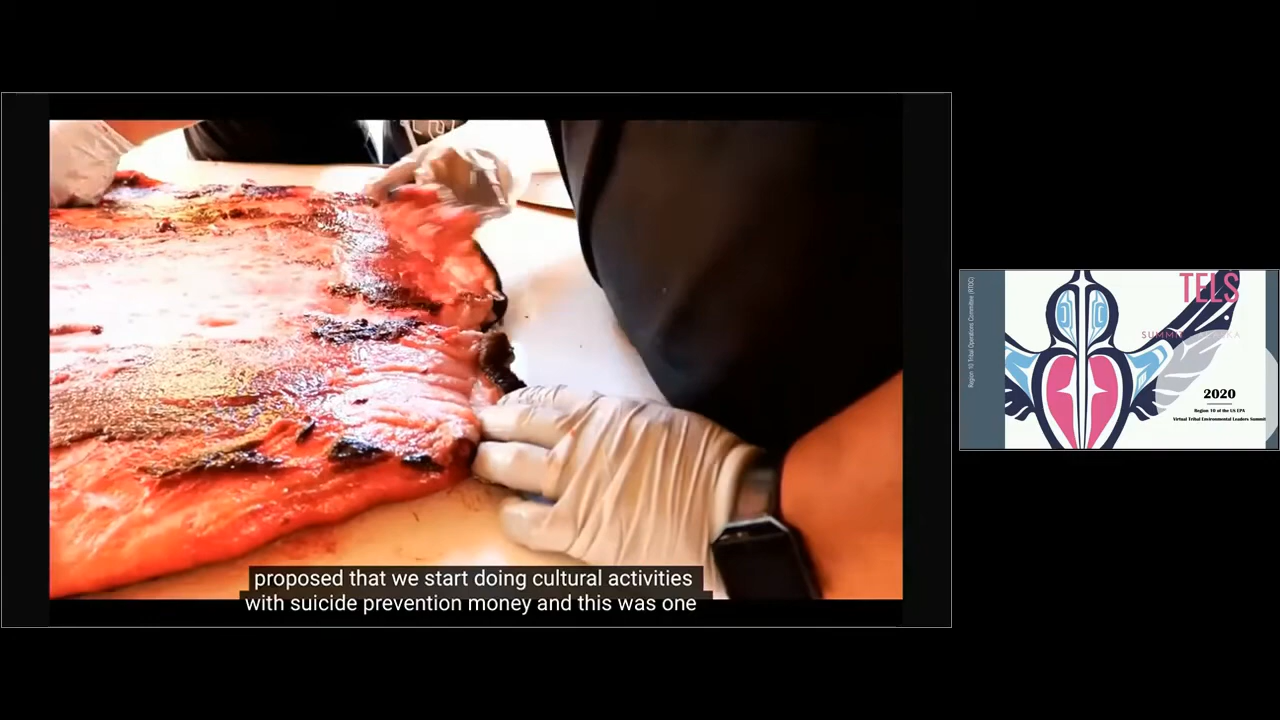 proposed that we start doing cultural activities
with suicide prevention money and this was one
Region 10 Tribal Operations Committee (RTOC)
TELS
SUMMIT
2020
Region 10 of the US EPA
Virtual Tribal Environmental Leaders Summit